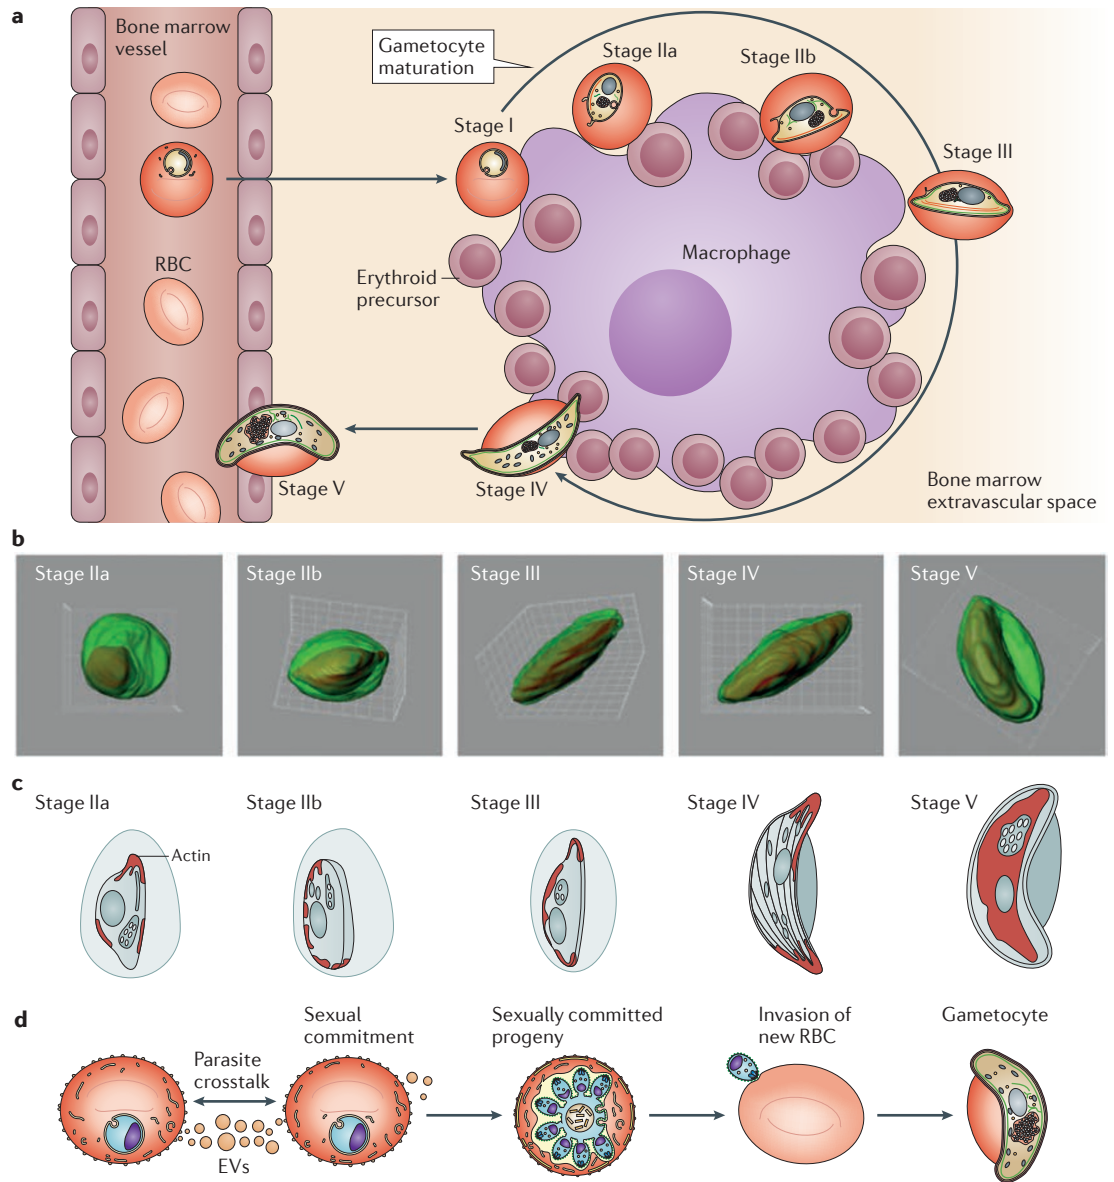 a
Bone marrow
vessel
Gametocyte
maturation
Stage IIa
Stage IIb
Stage I
Stage III
RBC
Macrophage
Erythroid
precursor
Stage V
Stage IV
Bone marrow
extravascular space
b
Stage IIa
Stage IIb
Stage III
Stage IV
Stage V
c
Stage IIa
Stage IIb
Stage III
Stage IV
Stage V
Actin
d
Parasite
crosstalk
EVs
Sexual
commitment
Sexually committed
progeny
Invasion of
new RBC
Gametocyte